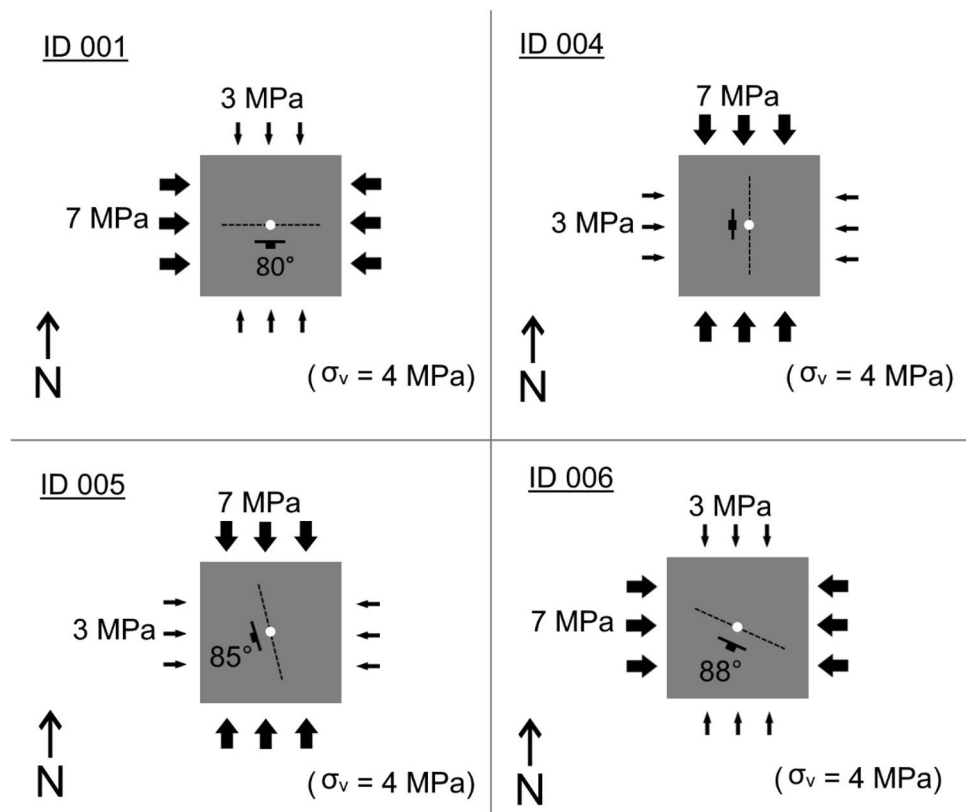 ID 001
3 MPa
7 MPa
80°
N
(σv = 4 MPa)
ID 004
7 MPa
3 MPa
N
(σv = 4 MPa)
ID 005
7 MPa
3 MPa
85°
N
(σv = 4 MPa)
ID 006
3 MPa
7 MPa
88°
N
(σv = 4 MPa)